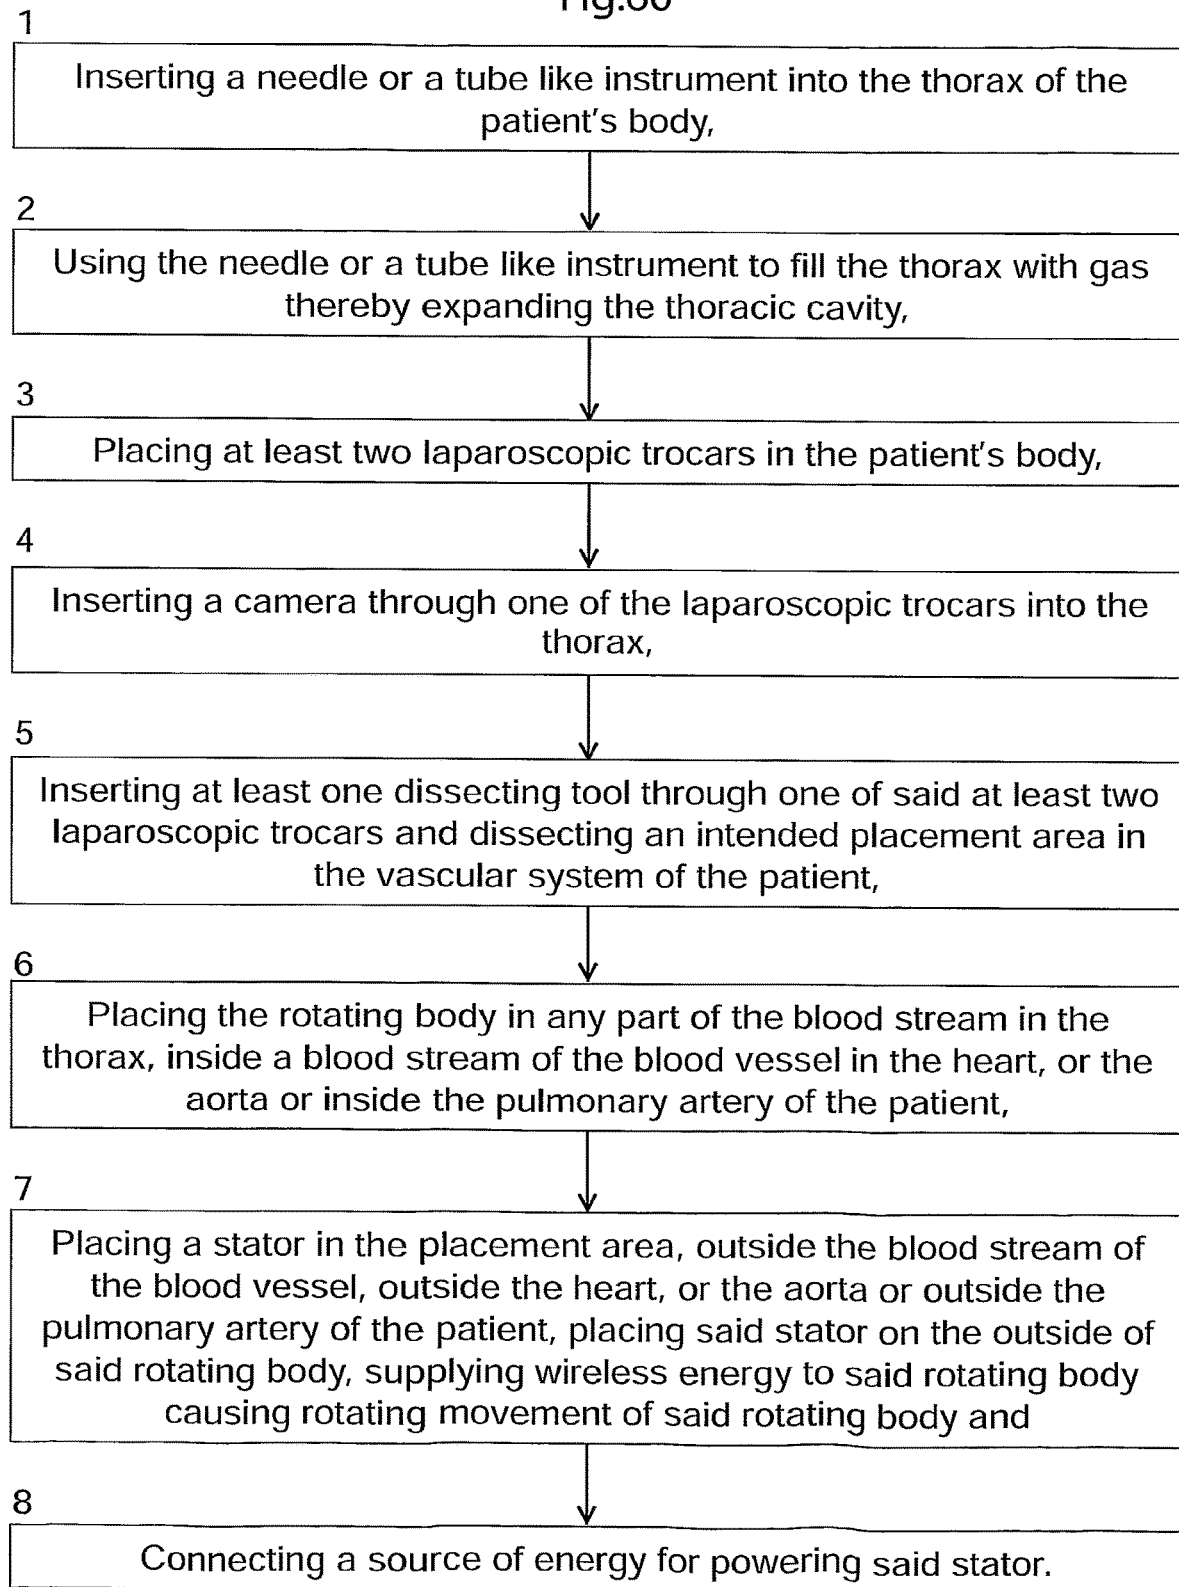 1
Inserting a needle or a tube like instrument into the thorax of the
patient's body,
2
Using the needle or a tube like instrument to fill the thorax with gas
thereby expanding the thoracic cavity,
3
Placing at least two laparoscopic trocars in the patient's body,
4
Inserting a camera through one of the laparoscopic trocars into the
thorax,
5
Inserting at least one dissecting tool through one of said at least two
laparoscopic trocars and dissecting an intended placement area in
the vascular system of the patient,
6
Placing the rotating body in any part of the blood stream in the
thorax, inside a blood stream of the blood vessel in the heart, or the
aorta or inside the pulmonary artery of the patient,
7
Placing a stator in the placement area, outside the blood stream of
the blood vessel, outside the heart, or the aorta or outside the
pulmonary artery of the patient, placing said stator on the outside of
said rotating body, supplying wireless energy to said rotating body
causing rotating movement of said rotating body and
8
Connecting a source of energy for powering said stator.